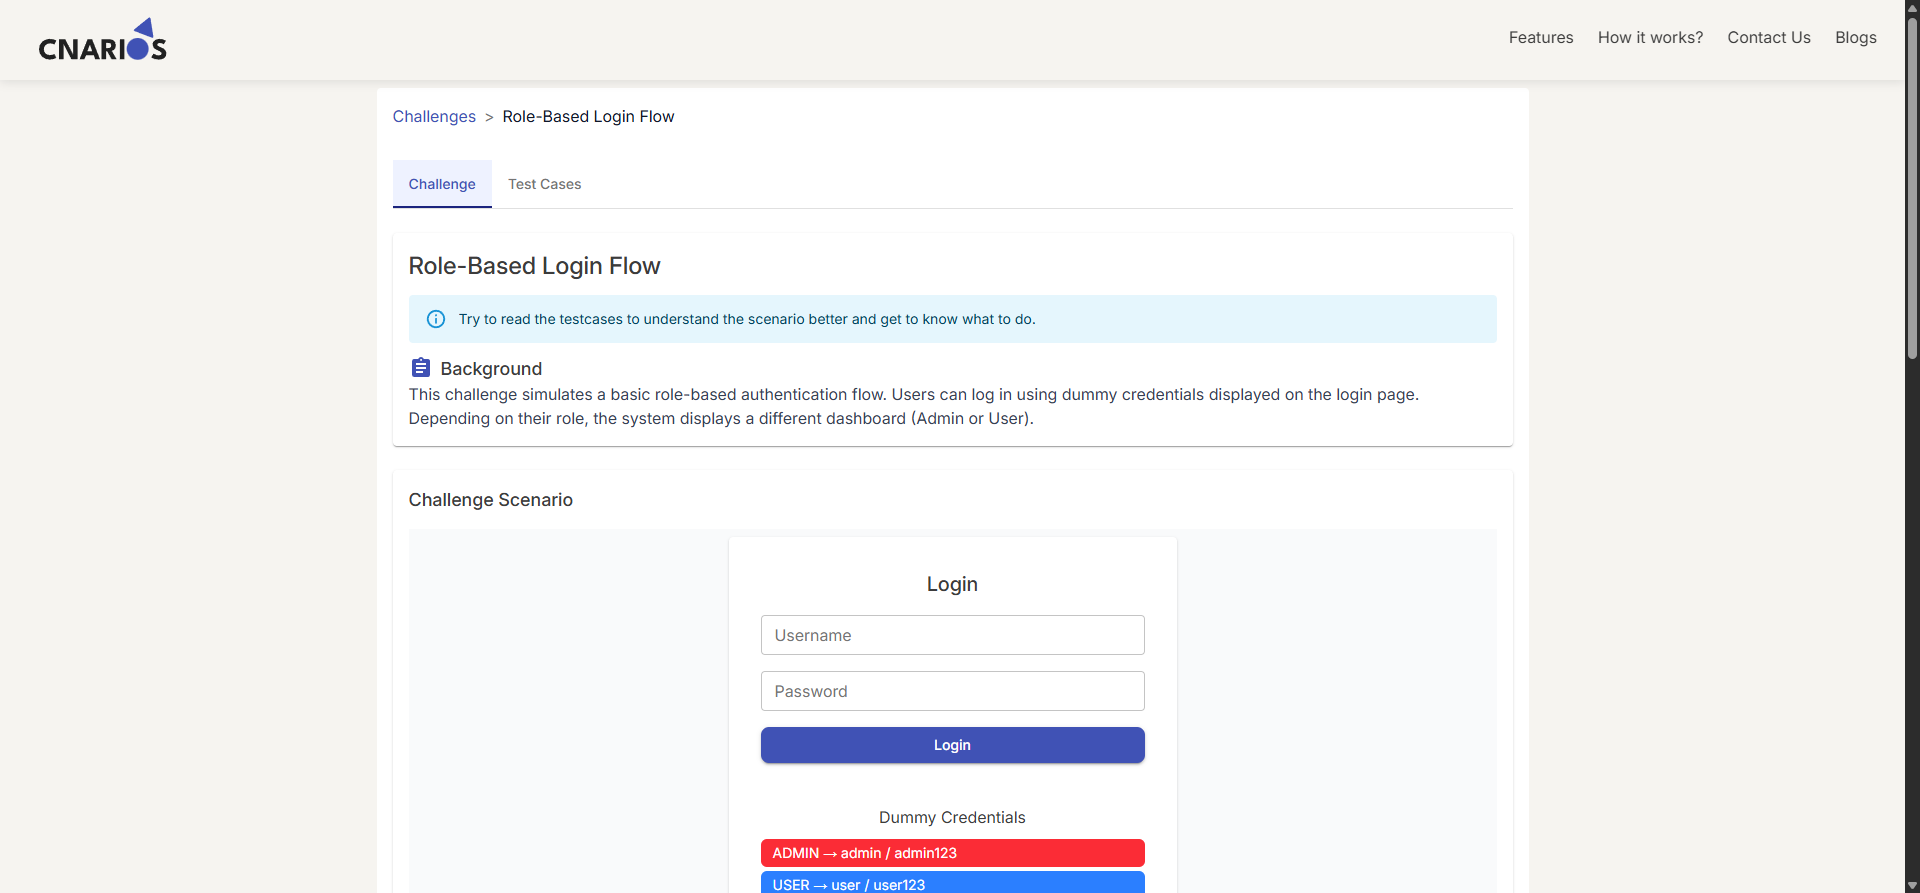 CNARIOS
Features How it works? Contact Us Blogs
Challenges > Role-Based Login Flow
Challenge Test Cases
Role-Based Login Flow
Try to read the testcases to understand the scenario better and get to know what to do.
Background
This challenge simulates a basic role-based authentication flow. Users can log in using dummy credentials displayed on the login page.
Depending on their role, the system displays a different dashboard (Admin or User).
Challenge Scenario
Login
Username
Password
Login
Dummy Credentials
ADMIN → admin / admin123
USER → user / user123